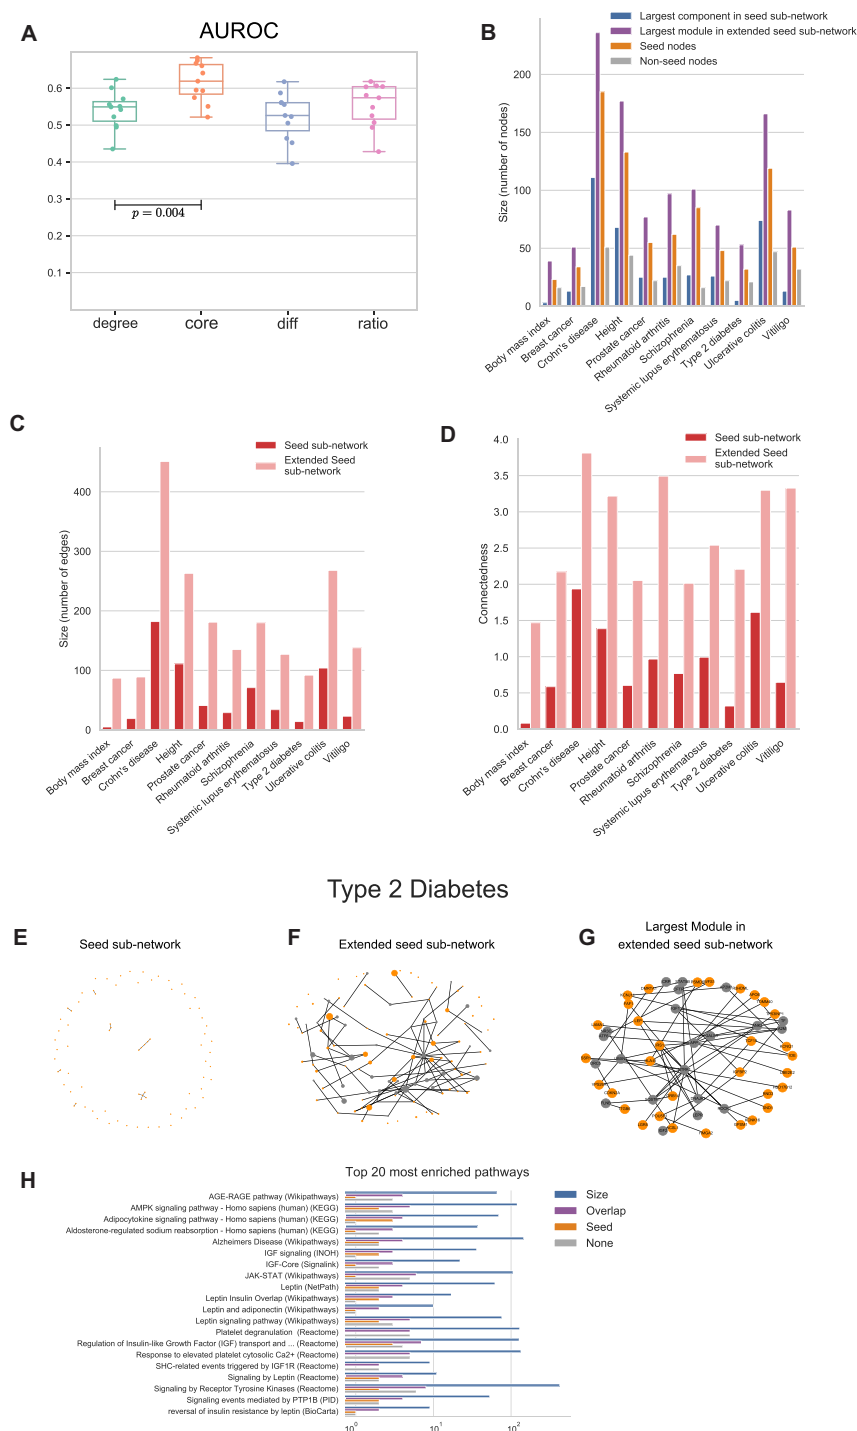 A
AUROC
0.6
0.5
0.4
0.3
0.2
0.1
p = 0.004
degree
core
diff
ratio
B
Largest component in seed sub-network
Largest module in extended seed sub-network
Seed nodes
Non-seed nodes
Size (number of nodes)
200
150
100
50
0
Body mass index
Breast cancer
Crohn's disease
Height
Prostate cancer
Rheumatoid arthritis
Schizophrenia
Systemic lupus erythematosus
Type 2 diabetes
Ulcerative colitis
Vitiligo
C
Seed sub-network
Extended Seed
sub-network
Size (number of edges)
400
300
200
100
0
Body mass index
Breast cancer
Crohn's disease
Height
Prostate cancer
Rheumatoid arthritis
Schizophrenia
Systemic lupus erythematosus
Type 2 diabetes
Ulcerative colitis
Vitiligo
D
Seed sub-network
Extended Seed
sub-network
Connectedness
4.0
3.5
3.0
2.5
2.0
1.5
1.0
0.5
0.0
Body mass index
Breast cancer
Crohn's disease
Height
Prostate cancer
Rheumatoid arthritis
Schizophrenia
Systemic lupus erythematosus
Type 2 diabetes
Ulcerative colitis
Vitiligo
Type 2 Diabetes
E
Seed sub-network
F
Extended seed sub-network
G
Largest Module in
extended seed sub-network
H
Top 20 most enriched pathways
Size
Overlap
Seed
None
AGE-RAGE pathway (Wikipathways)
AMPK signaling pathway - Homo sapiens (human) (KEGG)
Adipocytokine signaling pathway - Homo sapiens (human) (KEGG)
Aldosterone-regulated sodium reabsorption - Homo sapiens (human) (KEGG)
Alzheimers Disease (Wikipathways)
IGF signaling (INOH)
IGF-Core (Signalink)
JAK-STAT (Wikipathways)
Leptin (NetPath)
Leptin Insulin Overlap (Wikipathways)
Leptin and adiponectin (Wikipathways)
Leptin signaling pathway (Wikipathways)
Platelet degranulation (Reactome)
Regulation of Insulin-like Growth Factor (IGF) transport and ... (Reactome)
Response to elevated platelet cytosolic Ca2+ (Reactome)
SHC-related events triggered by IGF1R (Reactome)
Signaling by Leptin (Reactome)
Signaling by Receptor Tyrosine Kinases (Reactome)
Signaling events mediated by PTP1B (PID)
reversal of insulin resistance by leptin (BioCarta)
10^0
10^1
10^2